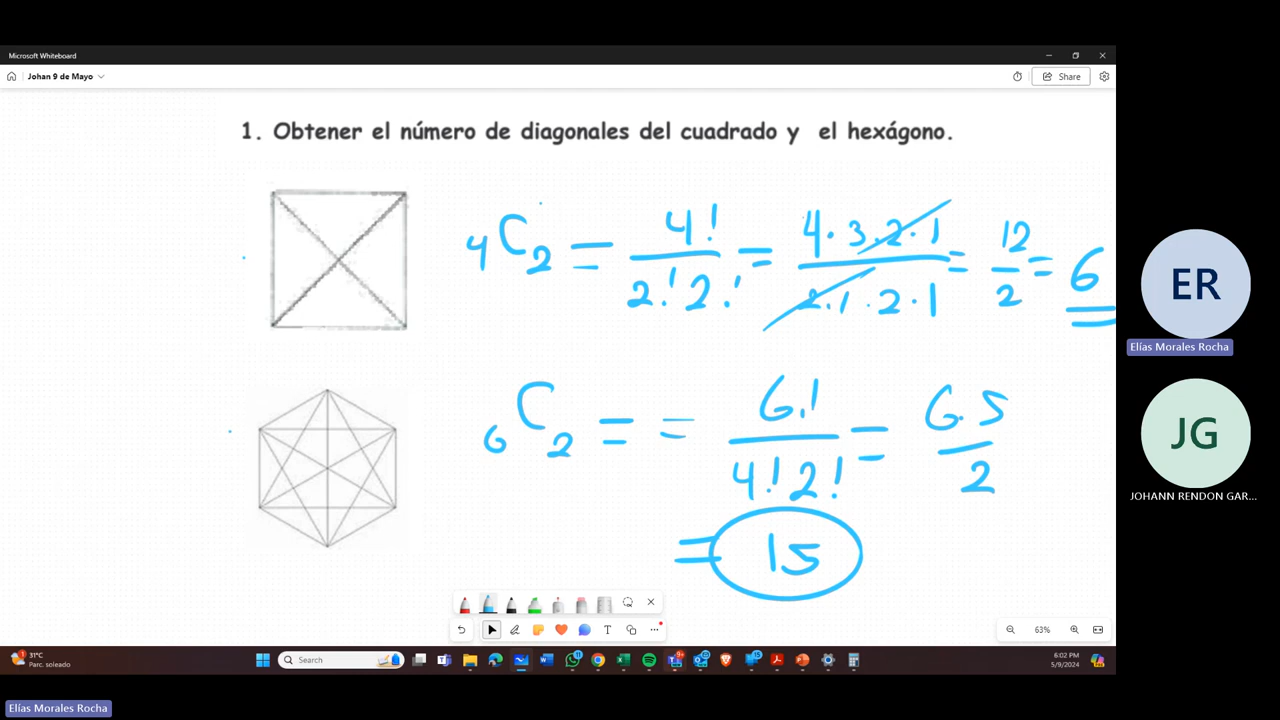 Microsoft Whiteboard
Johan 9 de Mayo
Share
1. Obtener el número de diagonales del cuadrado y el hexágono.
4C2 = 4!/2!2! = 4·3·2·1/2·1·2·1 = 12/2 = 6
6C2 = = 6!/4!2! = 6·5/2
= 15
ER
Elías Morales Rocha
JG
JOHANN RENDON GAR...
63%
31°C
Parc. soleado
Search
6:02 PM
5/9/2024
Elías Morales Rocha